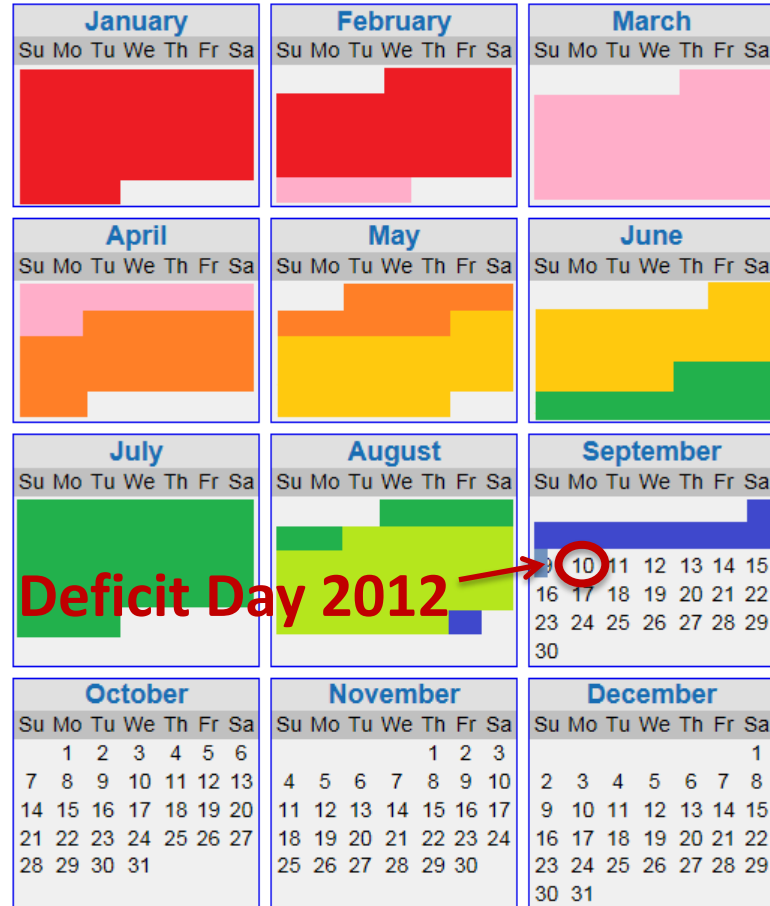 January February March
Su Mo Tu We Th Fr Sa Su Mo Tu We Th Fr Sa Su Mo Tu We Th Fr Sa
April May June
Su Mo Tu We Th Fr Sa Su Mo Tu We Th Fr Sa Su Mo Tu We Th Fr Sa
July August September
Su Mo Tu We Th Fr Sa Su Mo Tu We Th Fr Sa Su Mo Tu We Th Fr Sa
9 10 11 12 13 14 15
Deficit Day 2012
16 17 18 19 20 21 22
23 24 25 26 27 28 29
30
October November December
Su Mo Tu We Th Fr Sa Su Mo Tu We Th Fr Sa Su Mo Tu We Th Fr Sa
1 2 3 4 5 6 1 2 3 1
7 8 9 10 11 12 13 4 5 6 7 8 9 10 2 3 4 5 6 7 8
14 15 16 17 18 19 20 11 12 13 14 15 16 17 9 10 11 12 13 14 15
21 22 23 24 25 26 27 18 19 20 21 22 23 24 16 17 18 19 20 21 22
28 29 30 31 25 26 27 28 29 30 23 24 25 26 27 28 29
30 31